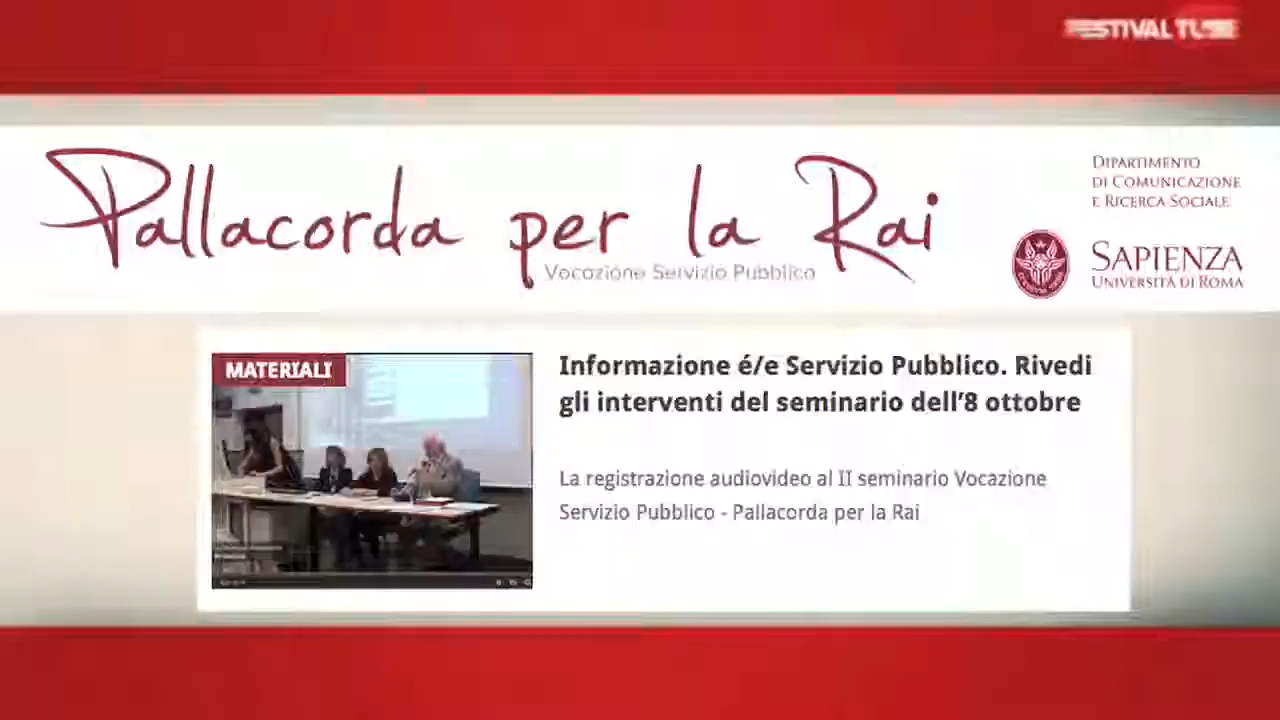 FESTIVAL TUBE
Pallacorda per la Rai
Vocazione Servizio Pubblico
DIPARTIMENTO
DI COMUNICAZIONE
E RICERCA SOCIALE
SAPIENZA
UNIVERSITÀ DI ROMA
MATERIALI
Informazione é/e Servizio Pubblico. Rivedi
gli interventi del seminario dell’8 ottobre
La registrazione audiovideo al II seminario Vocazione
Servizio Pubblico - Pallacorda per la Rai